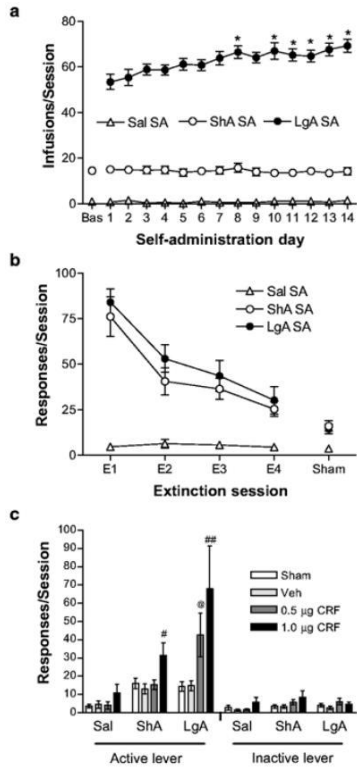 a
Infusions/Session
80
60
40
20
0
* * * * * *
Sal SA ShA SA LgA SA
Bas 1 2 3 4 5 6 7 8 9 10 11 12 13 14
Self-administration day
b
Responses/Session
100
75
50
25
0
Sal SA
ShA SA
LgA SA
E1 E2 E3 E4 Sham
Extinction session
c
Responses/Session
100
90
80
70
60
50
40
30
20
10
0
##
@
#
Sham
Veh
0.5 µg CRF
1.0 µg CRF
Sal ShA LgA Sal ShA LgA
Active lever Inactive lever